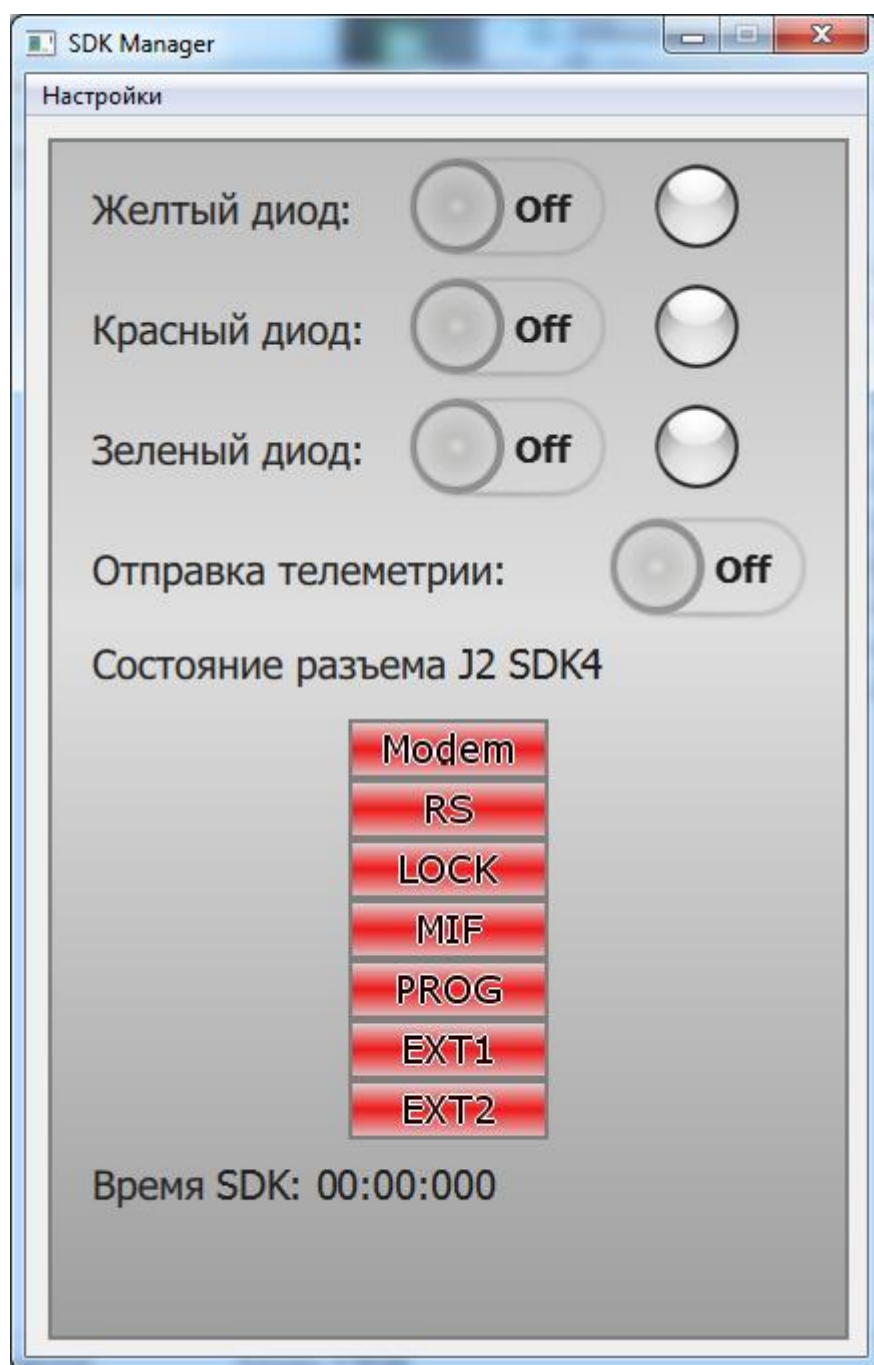 SDK Manager
Настройки
Желтый диод: Off
Красный диод: Off
Зеленый диод: Off
Отправка телеметрии: Off
Состояние разъема J2 SDK4
Modem
RS
LOCK
MIF
PROG
EXT1
EXT2
Время SDK: 00:00:000